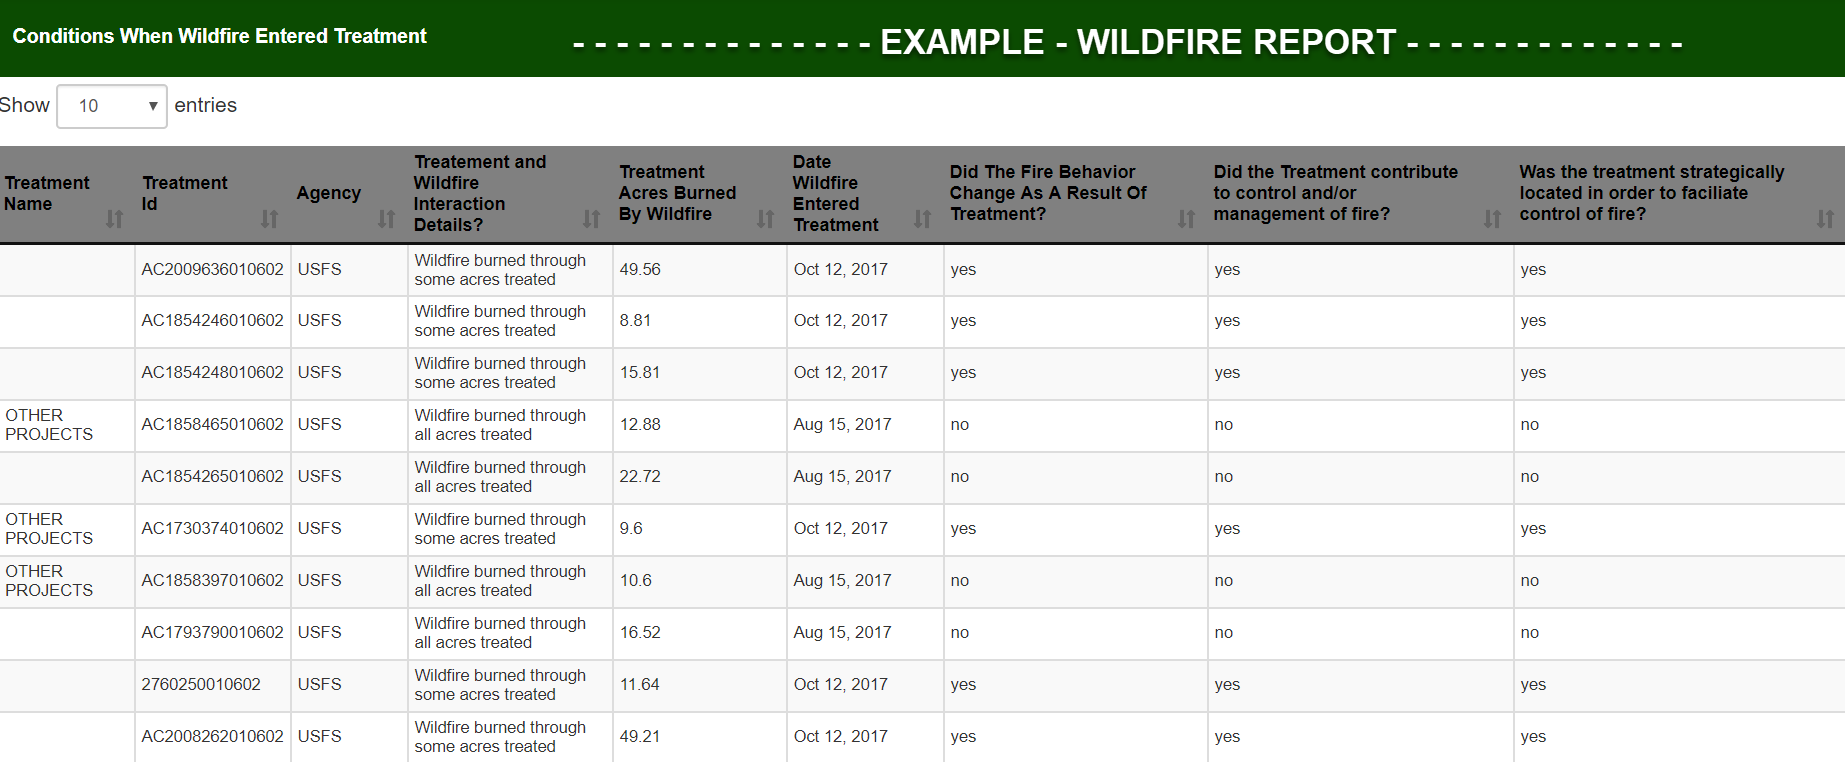 Conditions When Wildfire Entered Treatment
- - - - - - - - - - - - - - EXAMPLE - WILDFIRE REPORT - - - - - - - - - - - - -
Show 10 entries
Treatment Name
Treatment Id
Agency
Treatement and Wildfire Interaction Details?
Treatment Acres Burned By Wildfire
Date Wildfire Entered Treatment
Did The Fire Behavior Change As A Result Of Treatment?
Did the Treatment contribute to control and/or management of fire?
Was the treatment strategically located in order to faciliate control of fire?
AC2009636010602 USFS Wildfire burned through some acres treated 49.56 Oct 12, 2017 yes yes yes
AC1854246010602 USFS Wildfire burned through some acres treated 8.81 Oct 12, 2017 yes yes yes
AC1854248010602 USFS Wildfire burned through some acres treated 15.81 Oct 12, 2017 yes yes yes
OTHER PROJECTS AC1858465010602 USFS Wildfire burned through all acres treated 12.88 Aug 15, 2017 no no no
AC1854265010602 USFS Wildfire burned through all acres treated 22.72 Aug 15, 2017 no no no
OTHER PROJECTS AC1730374010602 USFS Wildfire burned through some acres treated 9.6 Oct 12, 2017 yes yes yes
OTHER PROJECTS AC1858397010602 USFS Wildfire burned through all acres treated 10.6 Aug 15, 2017 no no no
AC1793790010602 USFS Wildfire burned through all acres treated 16.52 Aug 15, 2017 no no no
2760250010602 USFS Wildfire burned through some acres treated 11.64 Oct 12, 2017 yes yes yes
AC2008262010602 USFS Wildfire burned through some acres treated 49.21 Oct 12, 2017 yes yes yes